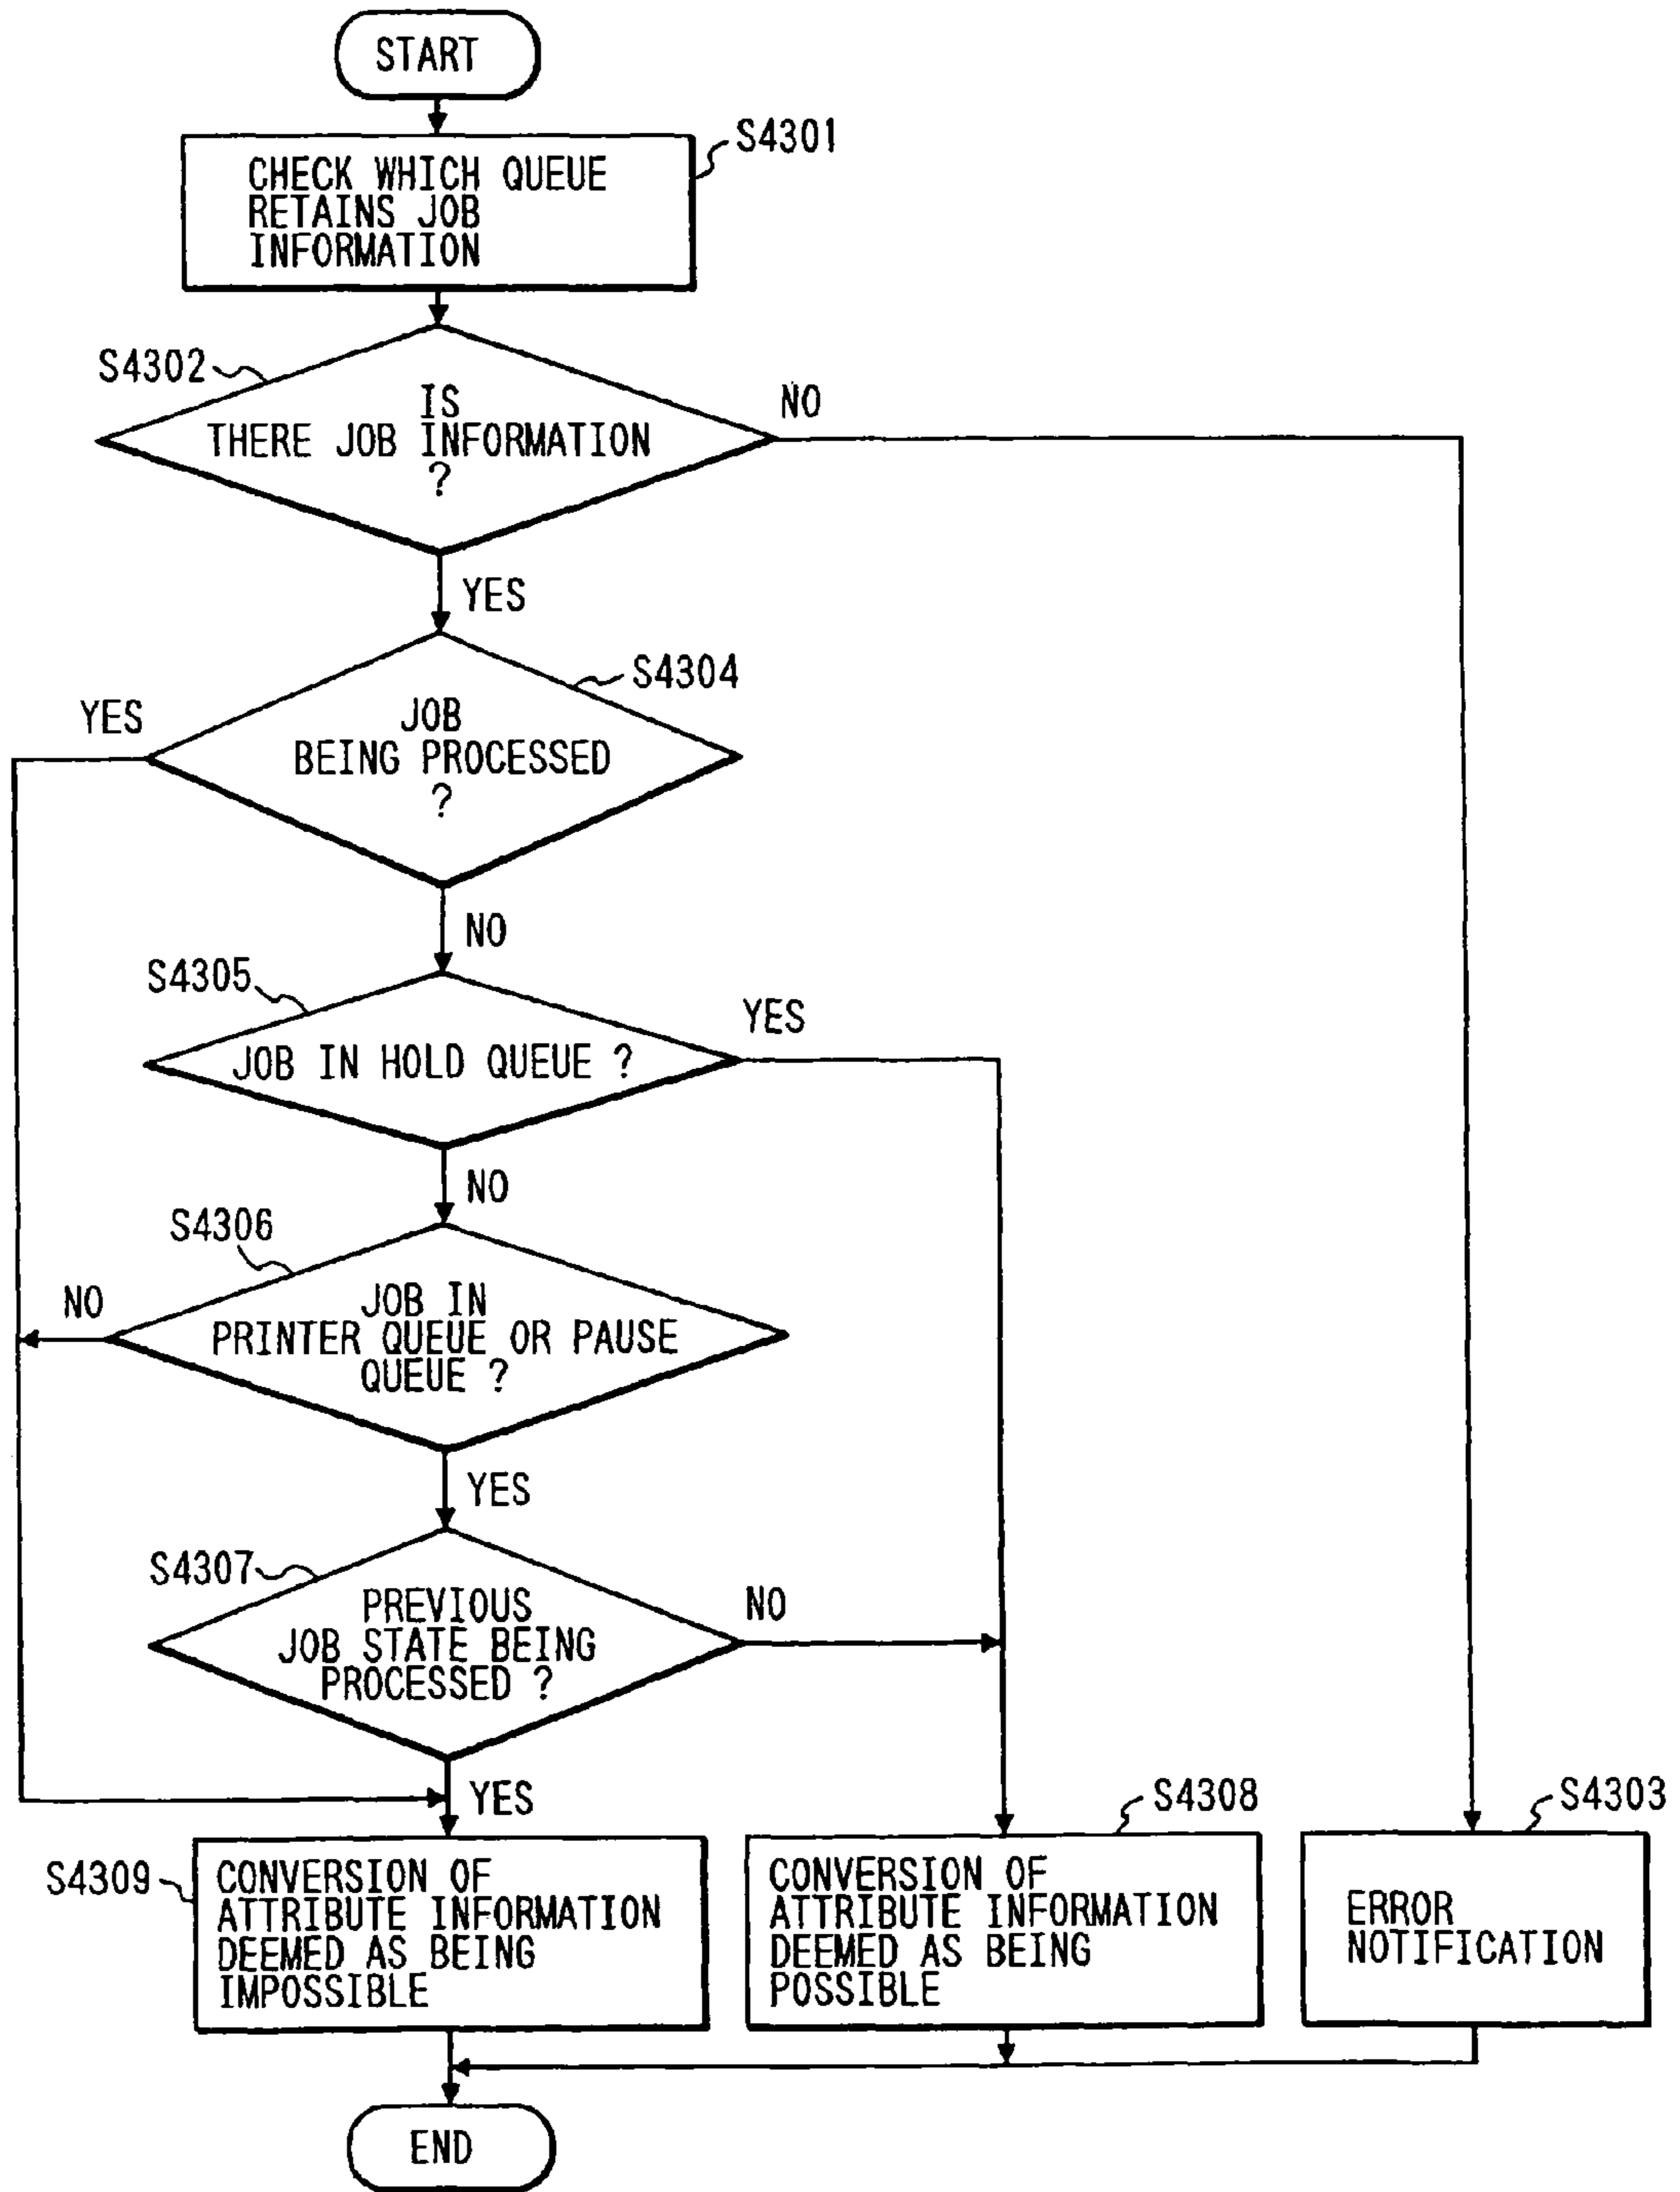 START
S4301
CHECK WHICH QUEUE
RETAINS JOB
INFORMATION
S4302
IS
THERE JOB INFORMATION
?
NO
YES
S4304
YES
JOB
BEING PROCESSED
?
NO
S4305
YES
JOB IN HOLD QUEUE ?
NO
S4306
NO
JOB IN
PRINTER QUEUE OR PAUSE
QUEUE ?
YES
S4307
NO
PREVIOUS
JOB STATE BEING
PROCESSED ?
YES
S4309
CONVERSION OF
ATTRIBUTE INFORMATION
DEEMED AS BEING
IMPOSSIBLE
S4308
CONVERSION OF
ATTRIBUTE INFORMATION
DEEMED AS BEING
POSSIBLE
S4303
ERROR
NOTIFICATION
END